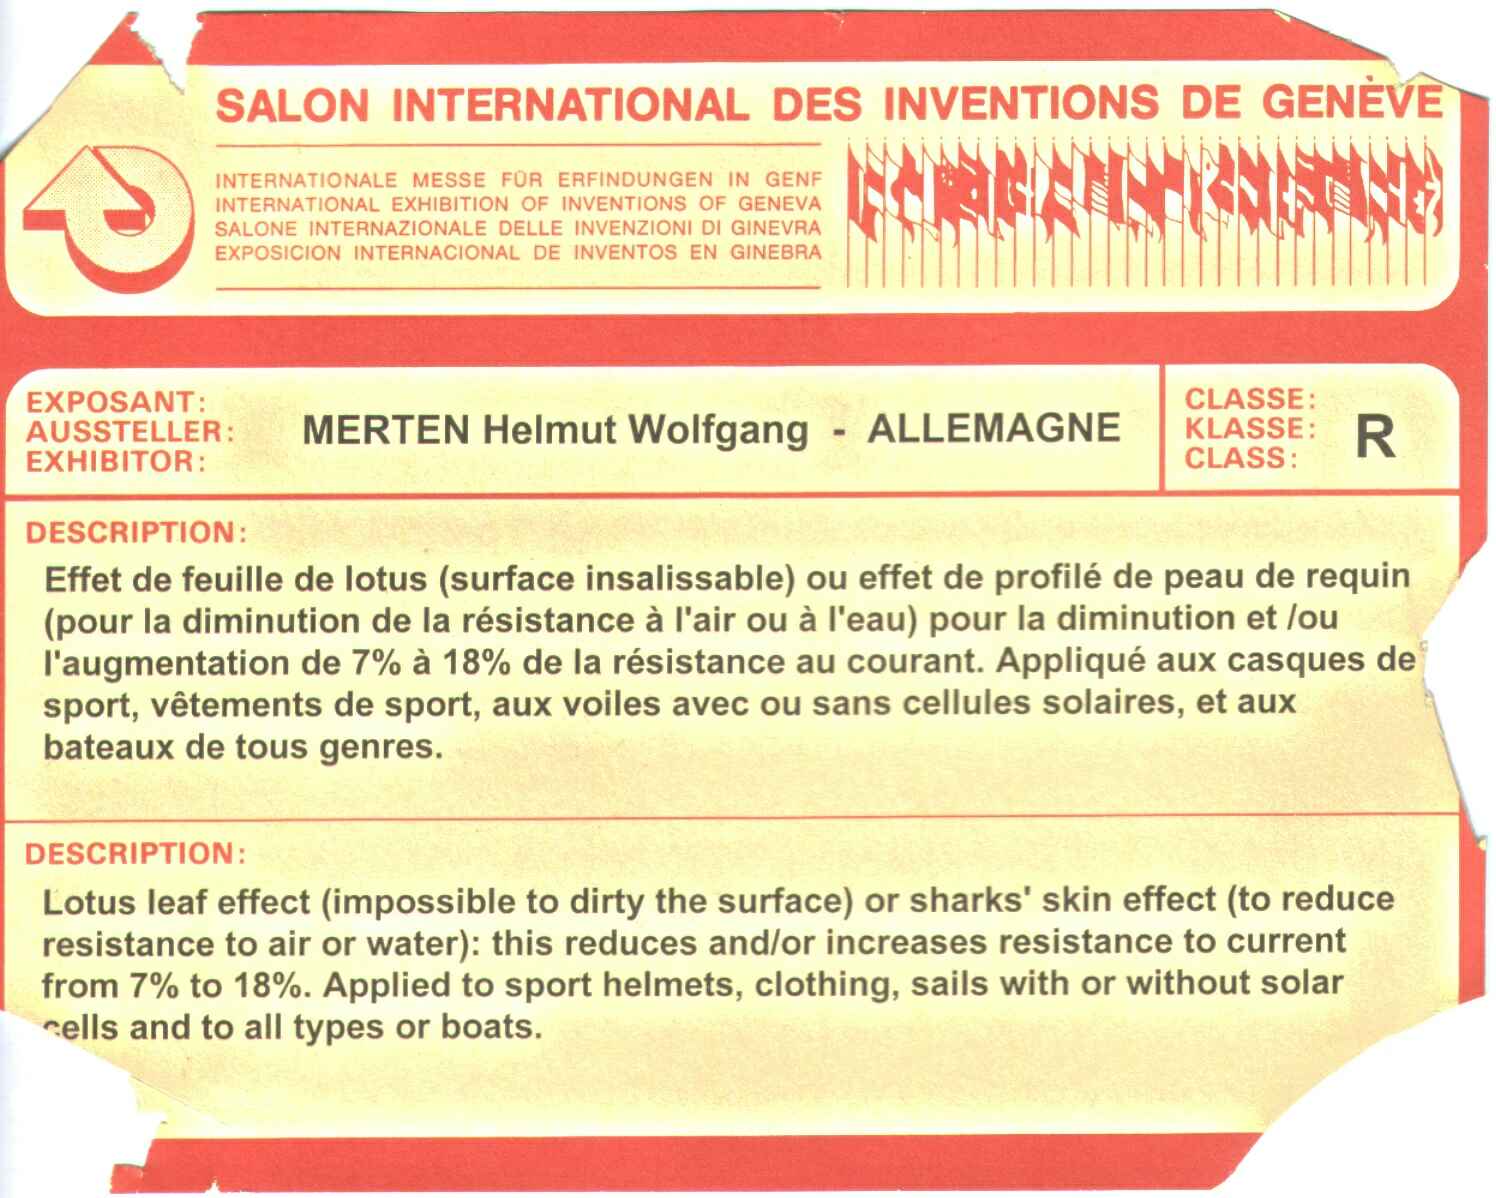 SALON INTERNATIONAL DES INVENTIONS DE GENÈVE
INTERNATIONALE MESSE FÜR ERFINDUNGEN IN GENF
INTERNATIONAL EXHIBITION OF INVENTIONS OF GENEVA
SALONE INTERNAZIONALE DELLE INVENZIONI DI GINEVRA
EXPOSICION INTERNACIONAL DE INVENTOS EN GINEBRA
EXPOSANT:
AUSSTELLER:
EXHIBITOR:
MERTEN Helmut Wolfgang - ALLEMAGNE
CLASSE:
KLASSE:
CLASS:
R
DESCRIPTION:
Effet de feuille de lotus (surface insalissable) ou effet de profilé de peau de requin
(pour la diminution de la résistance à l'air ou à l'eau) pour la diminution et /ou
l'augmentation de 7% à 18% de la résistance au courant. Appliqué aux casques de
sport, vêtements de sport, aux voiles avec ou sans cellules solaires, et aux
bateaux de tous genres.
DESCRIPTION:
Lotus leaf effect (impossible to dirty the surface) or sharks' skin effect (to reduce
resistance to air or water): this reduces and/or increases resistance to current
from 7% to 18%. Applied to sport helmets, clothing, sails with or without solar
cells and to all types or boats.